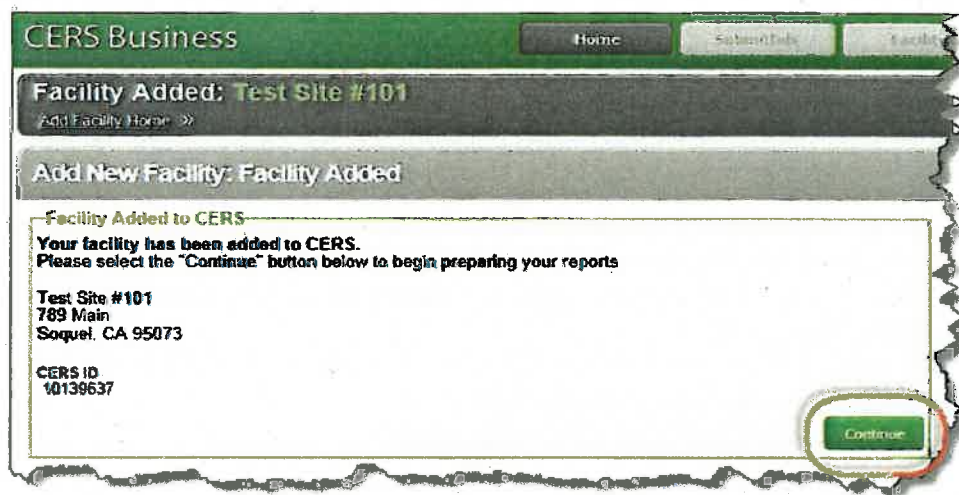 CERS Business
Home
Submittals
Facility Added: Test Site #101
Add Facility Home »
Add New Facility: Facility Added
Facility Added to CERS
Your facility has been added to CERS.
Please select the "Continue" button below to begin preparing your reports
Test Site #101
789 Main
Soquel, CA 95073
CERS ID
10139637
Continue